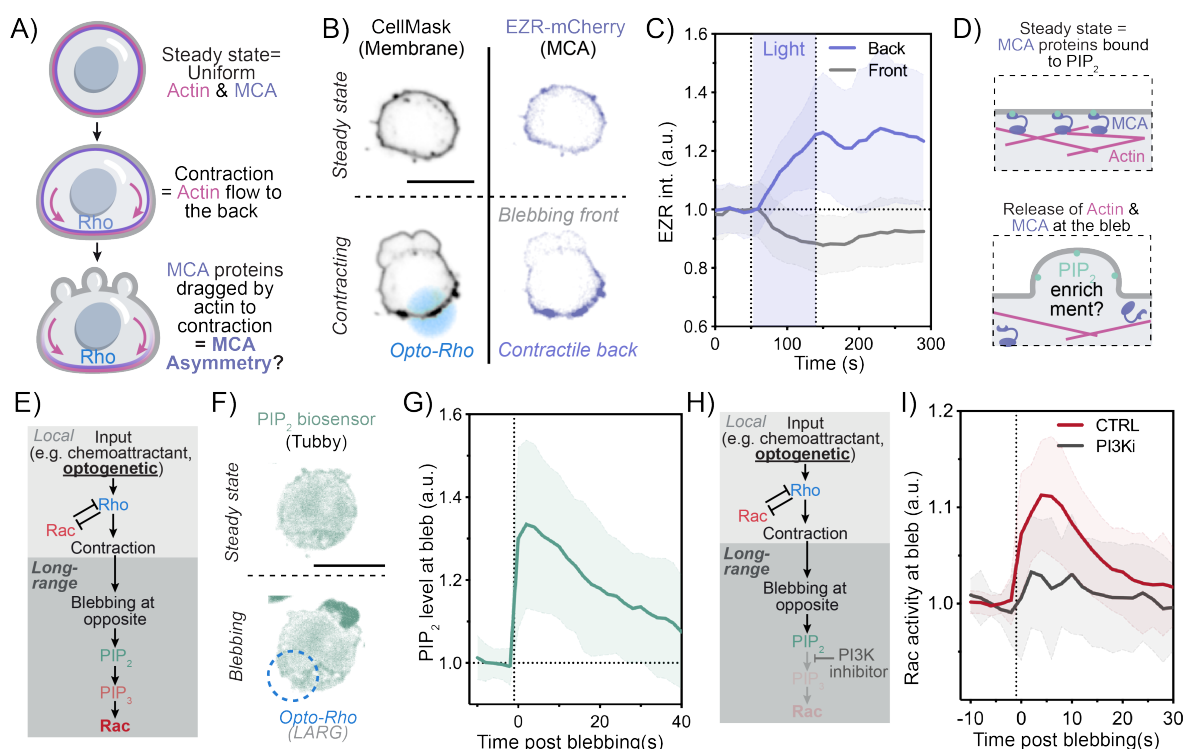 A)
Steady state=
Uniform
Actin & MCA
Rho
Contraction
= Actin flow to
the back
Rho
MCA proteins
dragged by
actin to
contraction
= MCA
Asymmetry?
B)
CellMask
(Membrane)
EZR-mCherry
(MCA)
Steady state
Contracting
Blebbing front
Opto-Rho
Contractile back
C)
1.6
1.4
1.2
1.0
0.8
0.6
EZR int. (a.u.)
Light
Back
Front
0
100
200
300
Time (s)
D)
Steady state =
MCA proteins bound
to PIP2
MCA
Actin
Release of Actin &
MCA at the bleb
PIP2
enrich
ment?
E)
Local
Input
(e.g. chemoattractant,
optogenetic)
Rho
Rac
Contraction
Long-
range
Blebbing at
opposite
PIP2
PIP3
Rac
F)
PIP2 biosensor
(Tubby)
Steady state
Blebbing
Opto-Rho
(LARG)
G)
1.6
1.4
1.2
1.0
PIP2 level at bleb (a.u.)
0
20
40
Time post blebbing(s)
H)
Local
Input
(e.g. chemoattractant,
optogenetic)
Rho
Rac
Contraction
Long-
range
Blebbing at
opposite
PIP2
PI3K
inhibitor
PIP3
Rac
I)
1.2
1.1
1.0
Rac activity at bleb (a.u.)
CTRL
PI3Ki
-10
0
10
20
30
Time post blebbing(s)